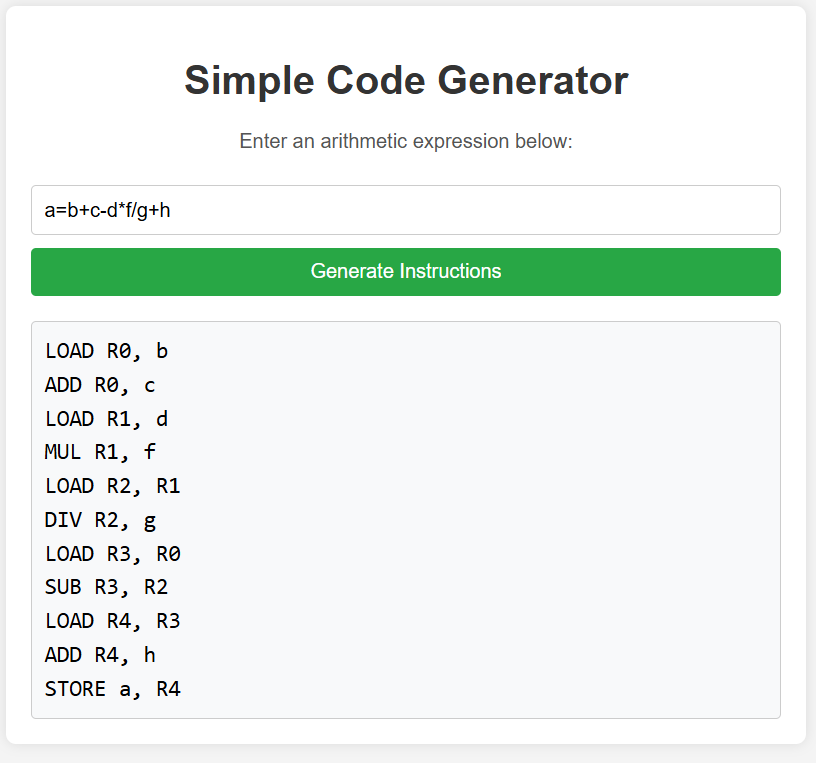 Simple Code Generator
Enter an arithmetic expression below:
a=b+c-d*f/g+h
Generate Instructions
LOAD R0, b
ADD R0, c
LOAD R1, d
MUL R1, f
LOAD R2, R1
DIV R2, g
LOAD R3, R0
SUB R3, R2
LOAD R4, R3
ADD R4, h
STORE a, R4